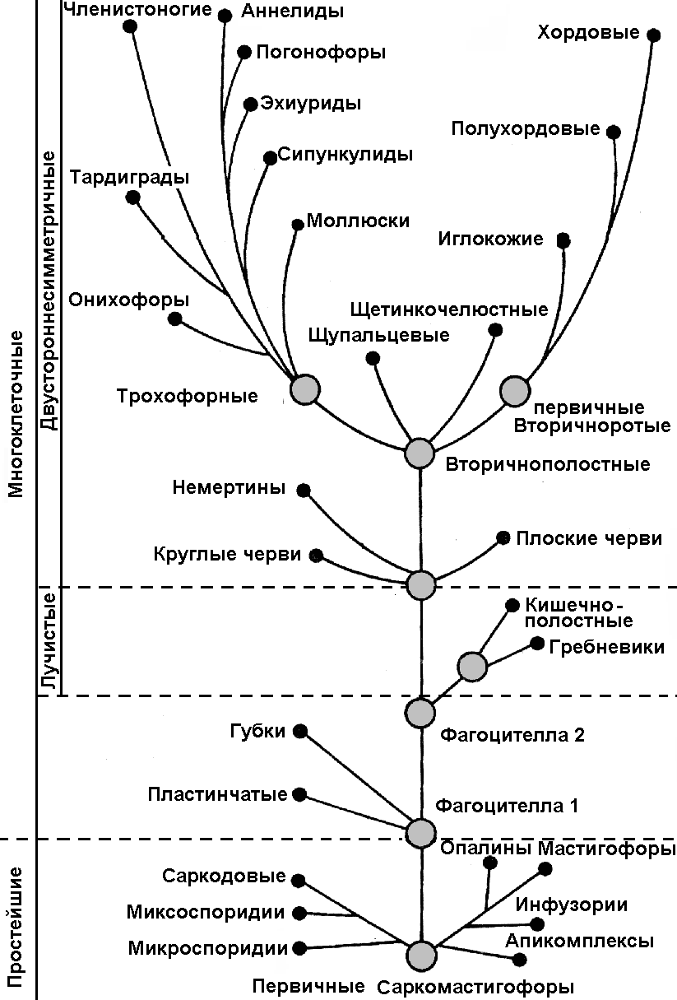 Членистоногие
Аннелиды
Хордовые
Погонофоры
Эхиуриды
Полухордовые
Сипункулиды
Тардиграды
Моллюски
Иглокожие
Онихофоры
Щетинкочелюстные
Щупальцевые
Трохофорные
первичные
Вторичноротые
Вторичнополостные
Немертины
Плоские черви
Круглые черви
Кишечно-
полостные
Гребневики
Губки
Фагоцителла 2
Пластинчатые
Фагоцителла 1
Опалины Мастигофоры
Саркодовые
Инфузории
Миксоспоридии
Апикомплексы
Микроспоридии
Первичные Саркомастигофоры
Многоклеточные
Двустороннесимметричные
Лучистые
Простейшие